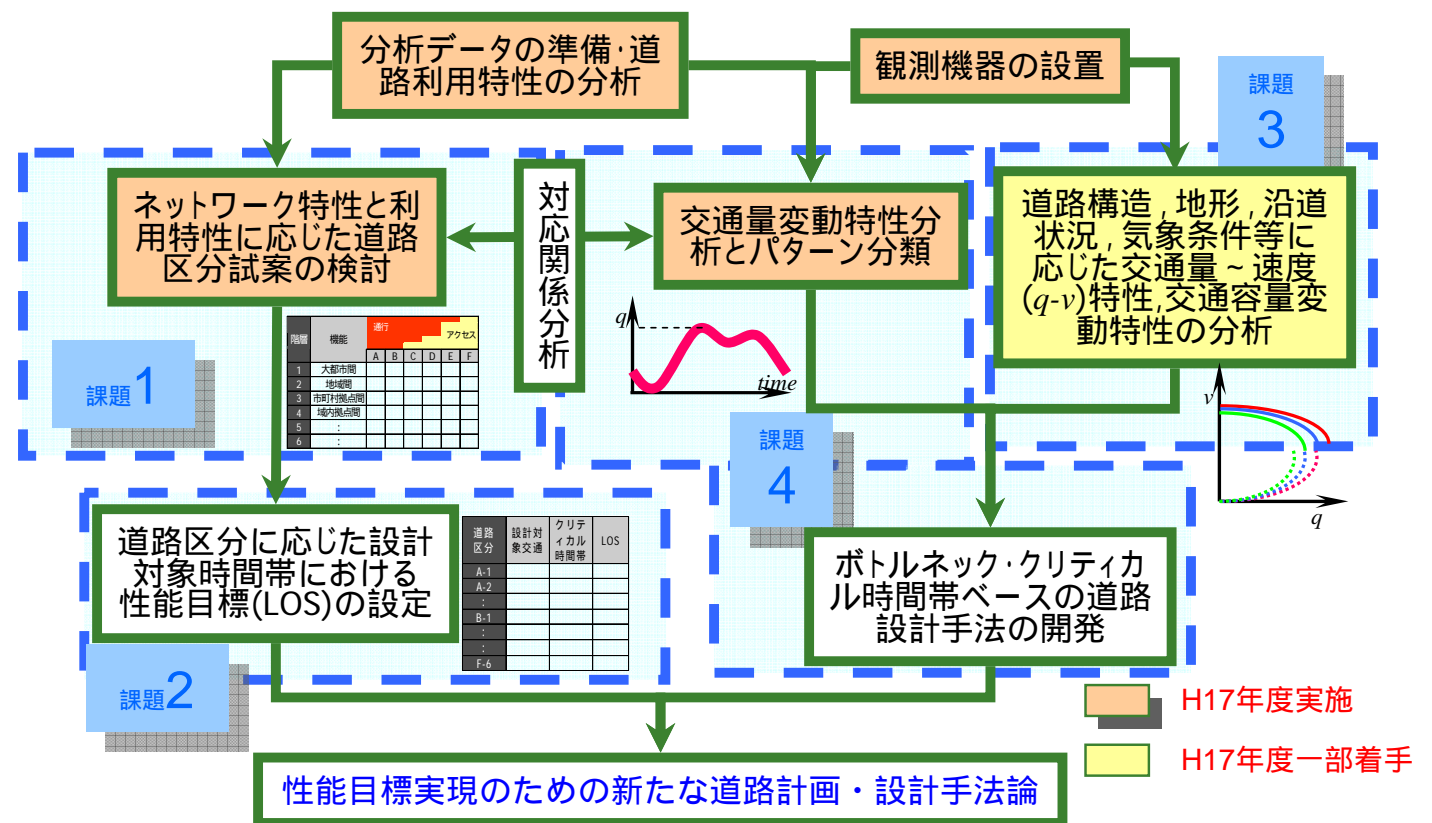 分析データの準備・道
路利用特性の分析
観測機器の設置
課題
3
ネットワーク特性と利
用特性に応じた道路
区分試案の検討
対応関係分析
交通量変動特性分
析とパターン分類
道路構造,地形,沿道
状況,気象条件等に
応じた交通量~速度
(q-v)特性,交通容量変
動特性の分析
課題1
階層 機能 通行 アクセス
A B C D E F
1 大都市間
2 地域間
3 市町村拠点間
4 域内拠点間
5 :
6 :
q
time
v
q
課題
4
道路区分に応じた設計
対象時間帯における
性能目標(LOS)の設定
道路
区分
設計対
象交通
クリテ
ィカル
時間帯
LOS
A-1
A-2
:
B-1
:
:
F-6
ボトルネック・クリティカ
ル時間帯ベースの道路
設計手法の開発
課題2
H17年度実施
H17年度一部着手
性能目標実現のための新たな道路計画・設計手法論